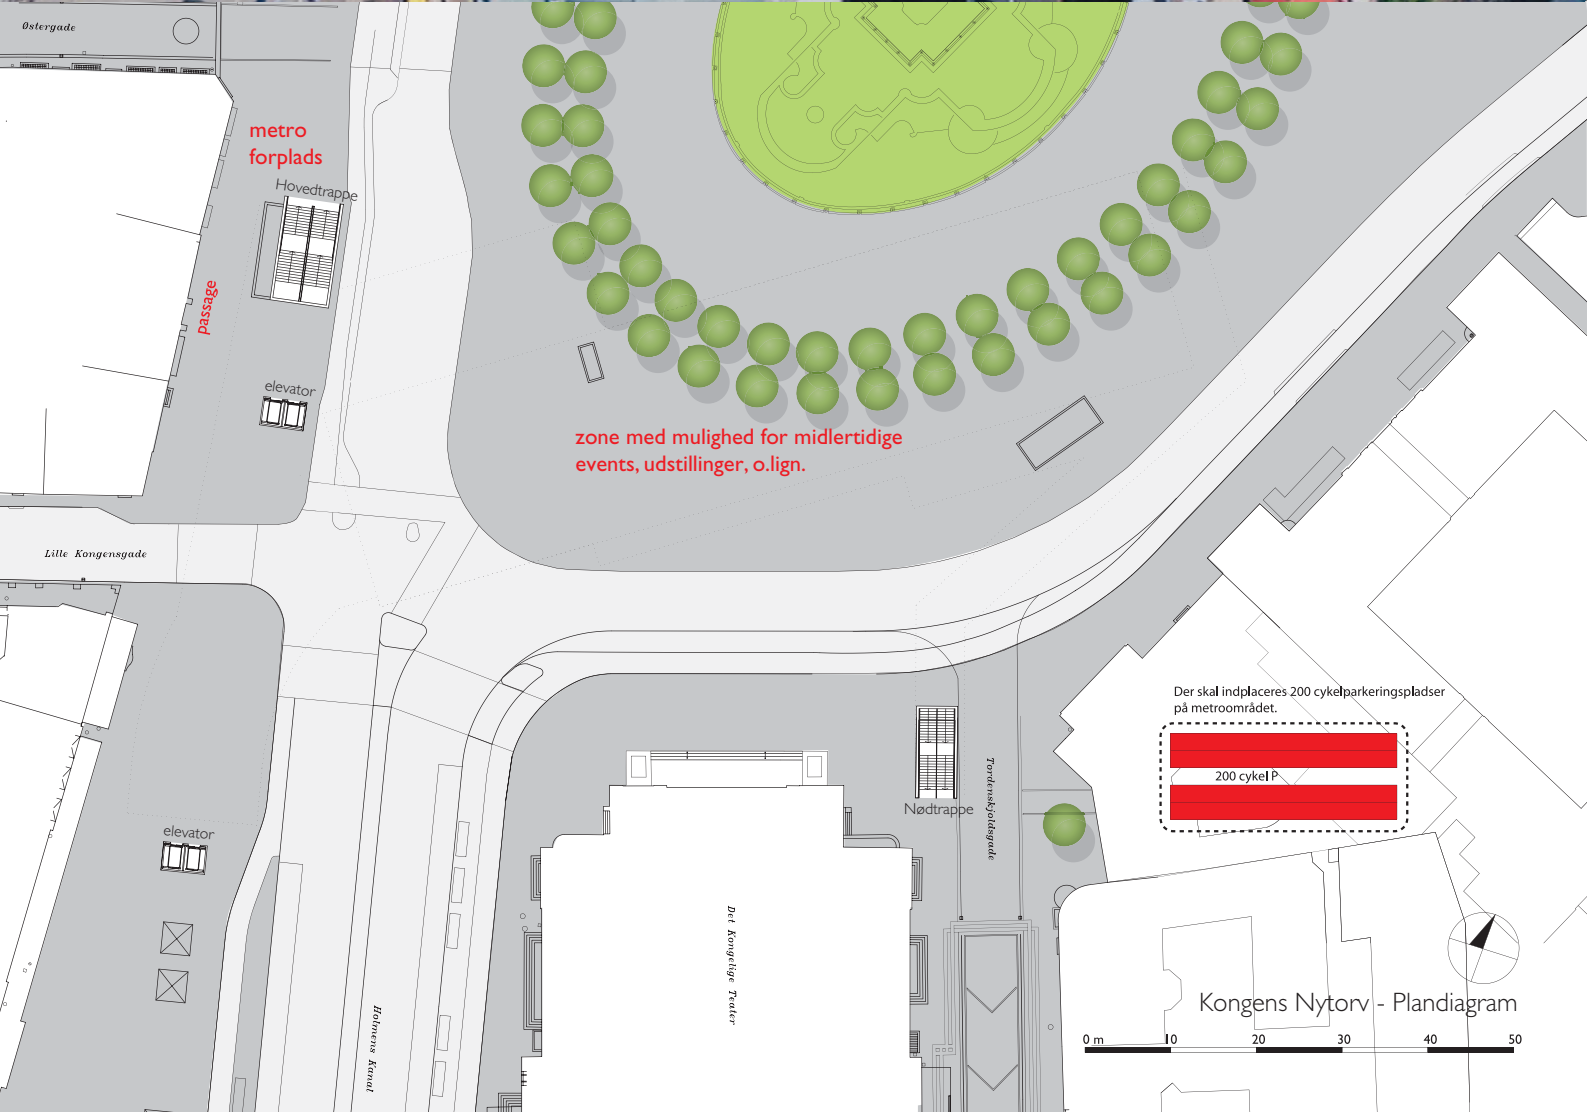 Østergade
metro
forplads
Hovedtrappe
passage
elevator
zone med mulighed for midlertidige
events, udstillinger, o.lign.
Lille Kongensgade
Der skal indplaceres 200 cykelparkeringspladser
på metroområdet.
200 cykel P
Nødtrappe
Tordenskjoldsgade
elevator
Det Kongelige Teater
Holmens Kanal
Kongens Nytorv - Plandiagram
0 m 10 20 30 40 50